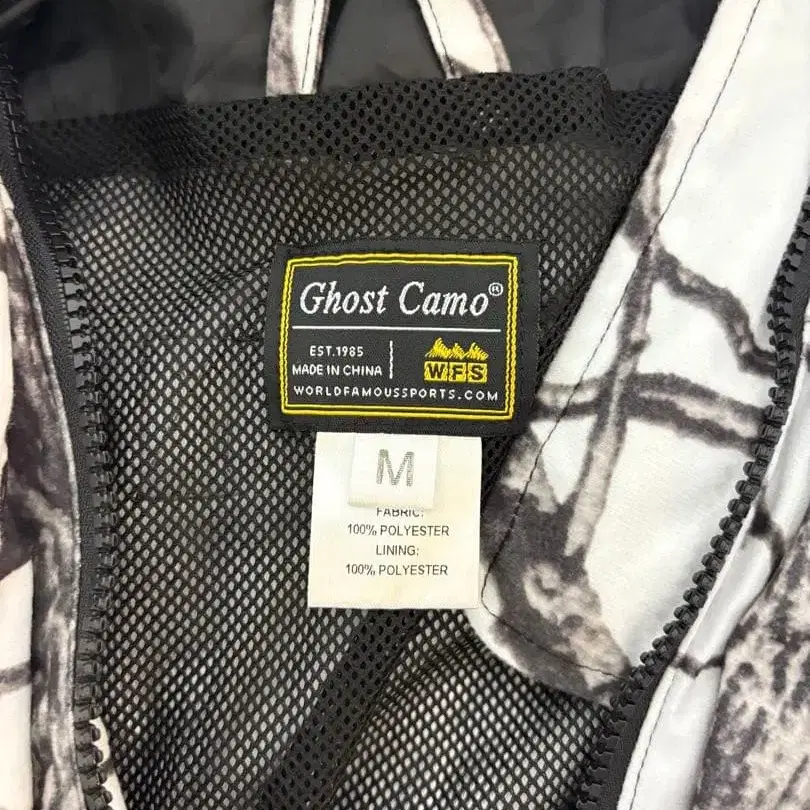 Ghost Camo®
EST.1985
MADE IN CHINA
WFS
WORLDFAMOUSSPORTS.COM
M
FABRIC:
100% POLYESTER
LINING:
100% POLYESTER